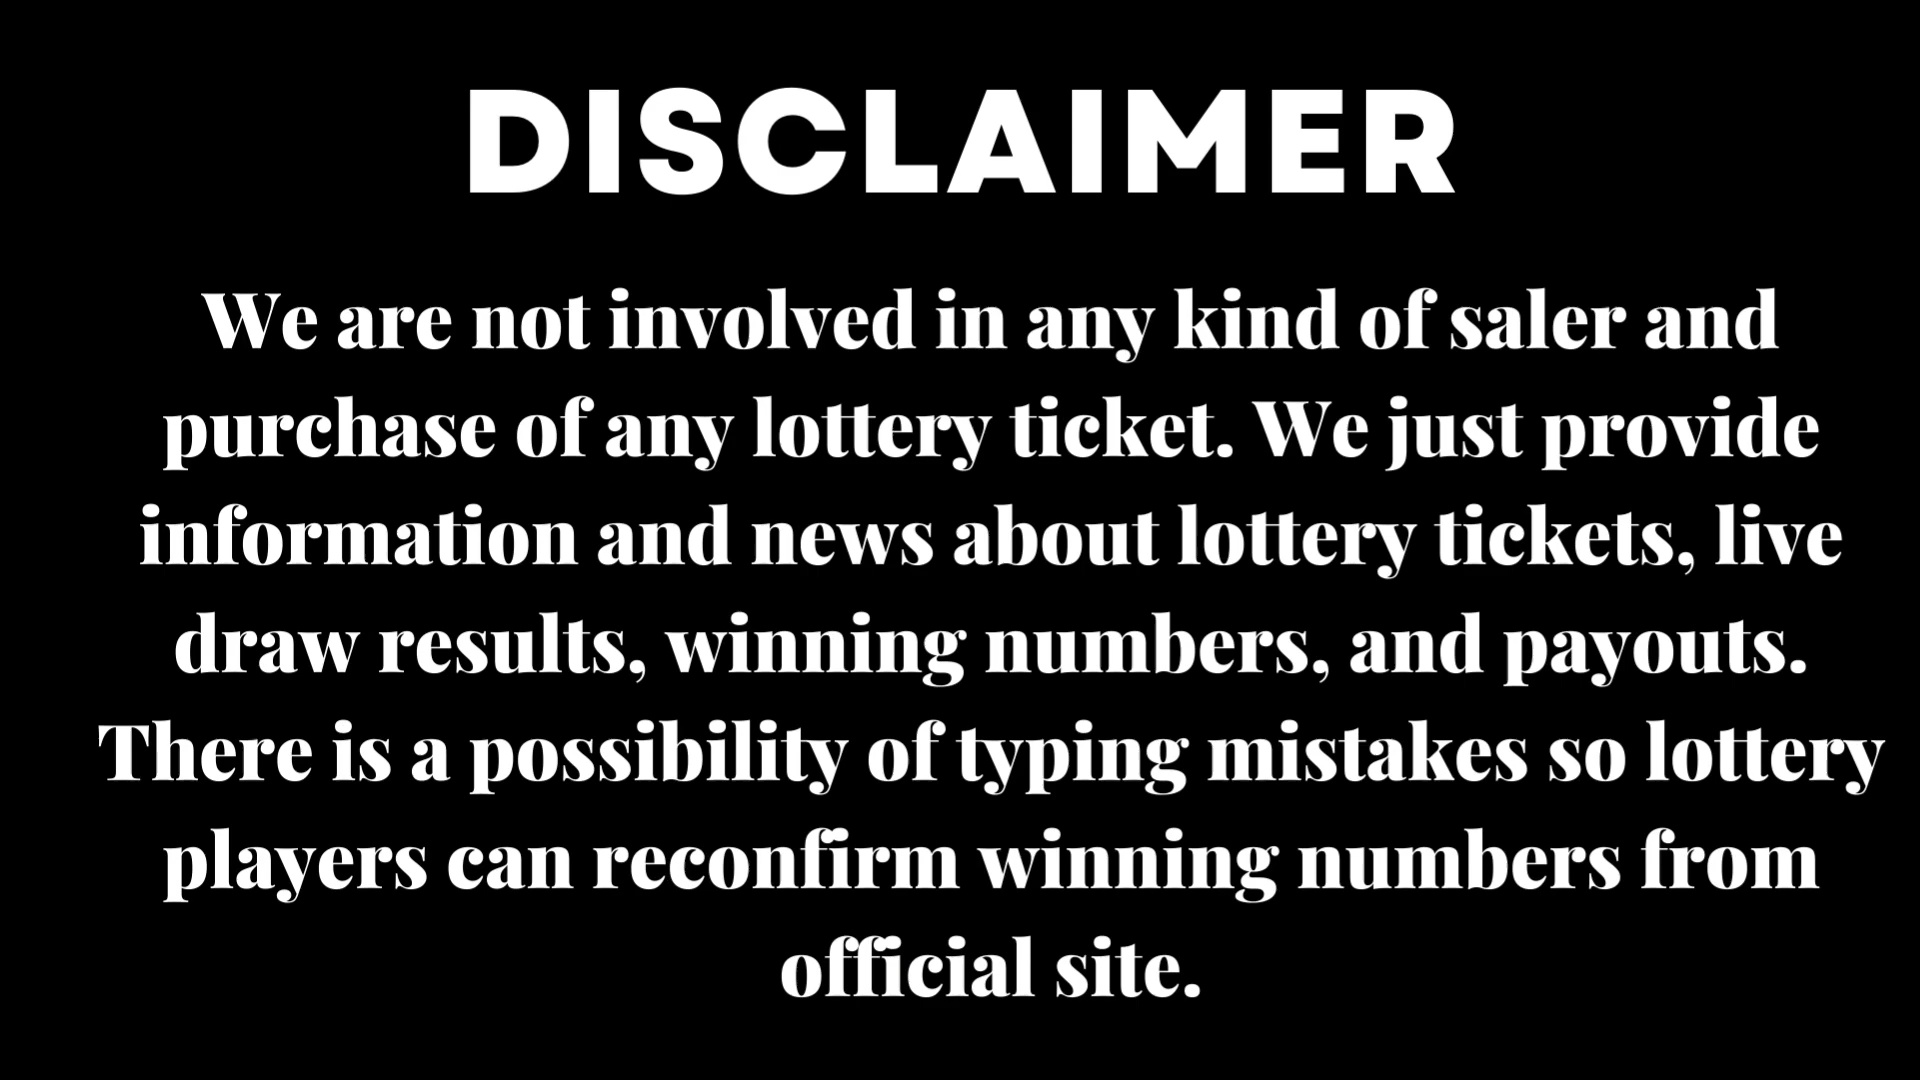 DISCLAIMER
We are not involved in any kind of saler and
purchase of any lottery ticket. We just provide
information and news about lottery tickets, live
draw results, winning numbers, and payouts.
There is a possibility of typing mistakes so lottery
players can reconfirm winning numbers from
official site.